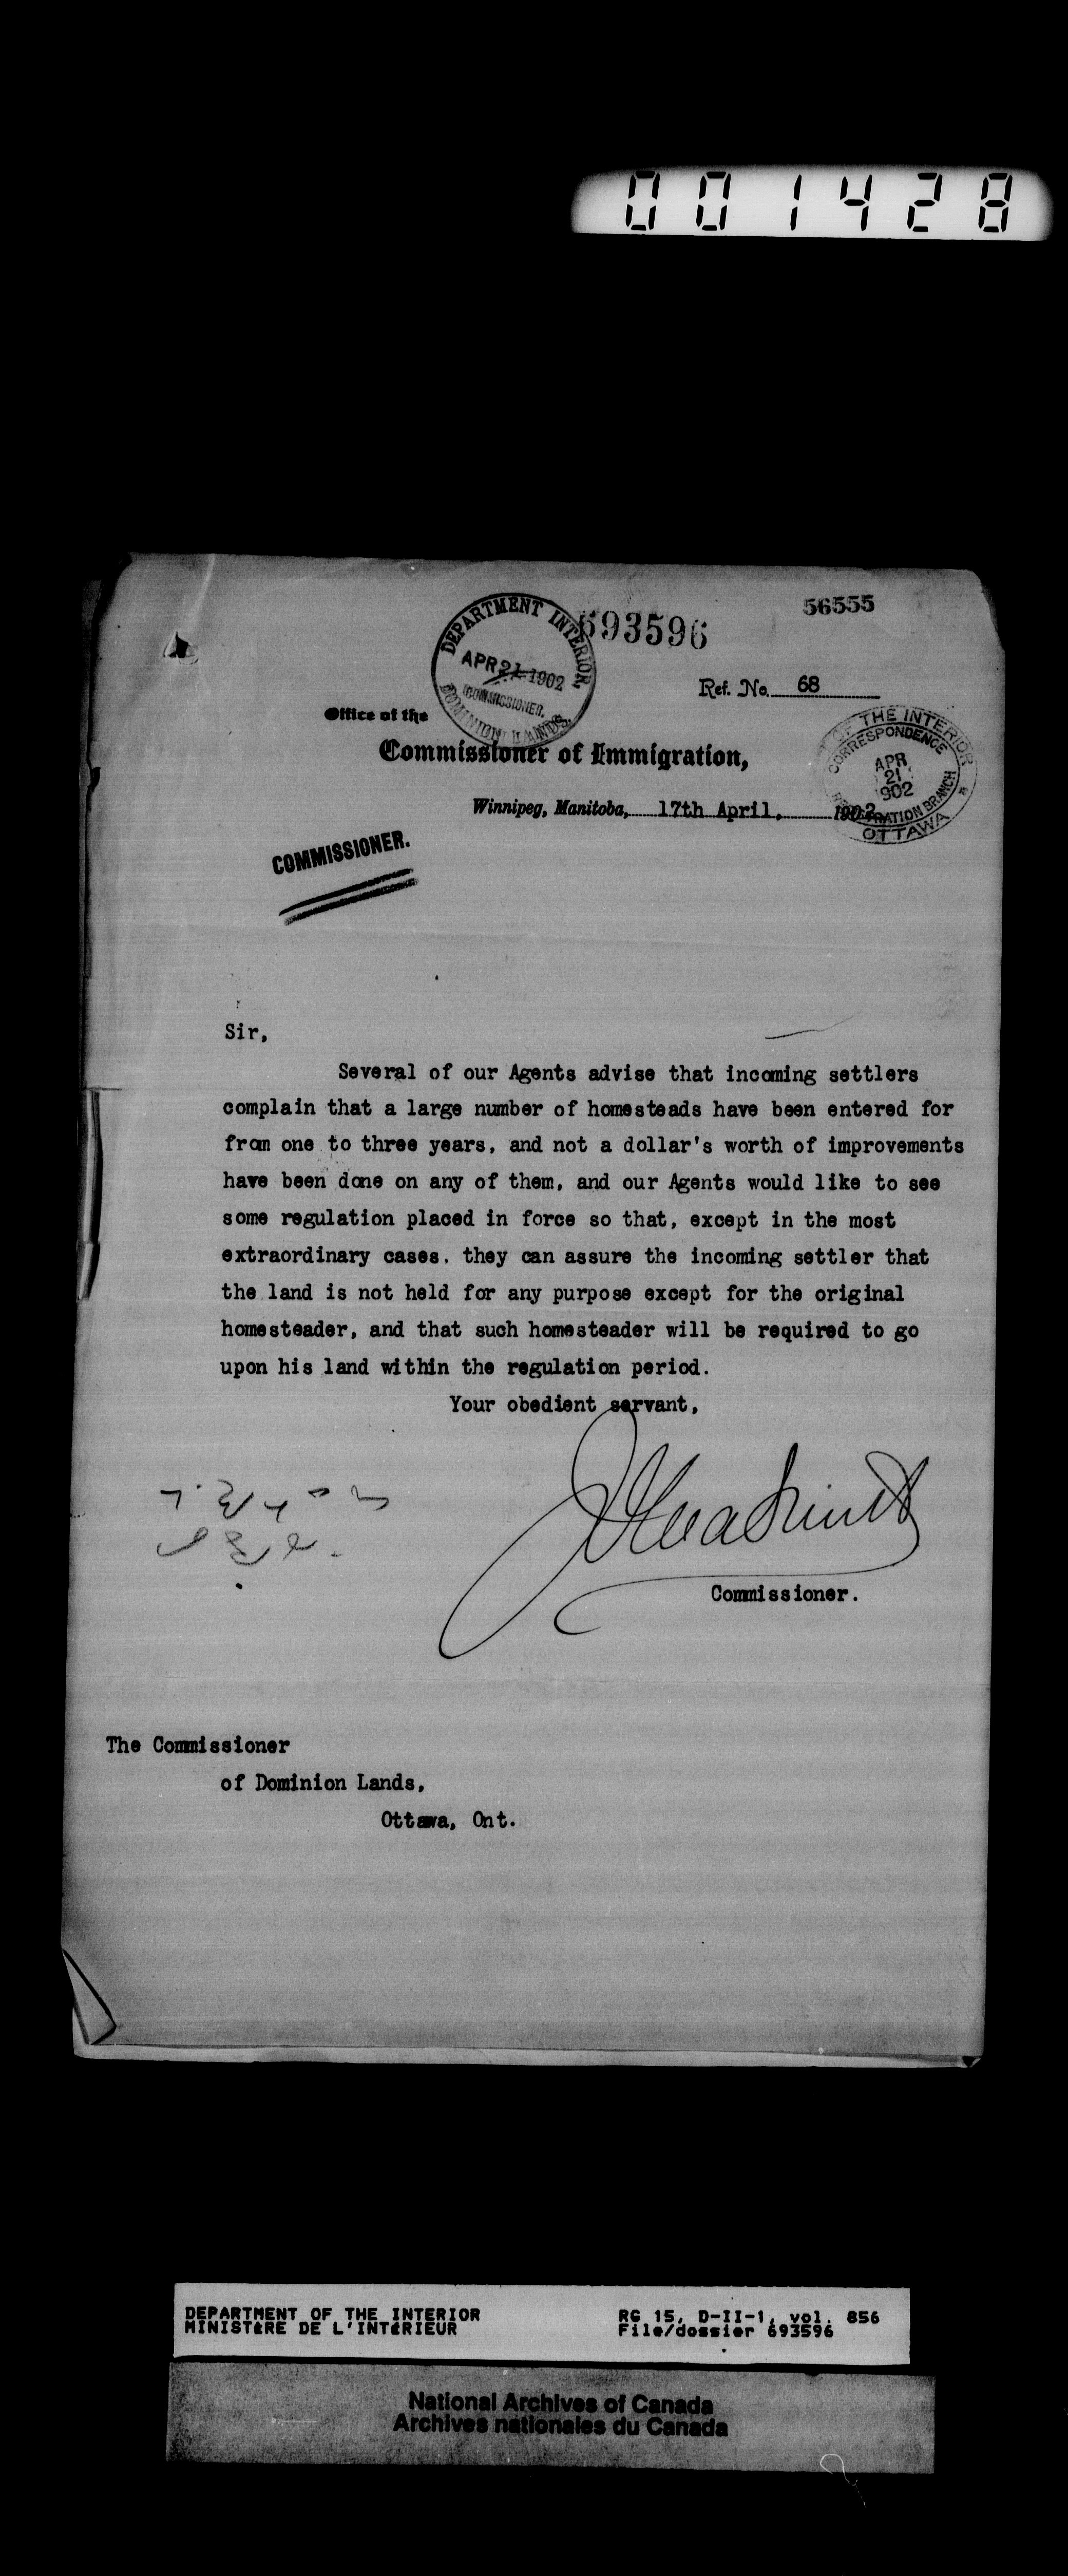 001428
56555
693596
DEPARTMENT INTERIOR.
APR 21 1902
COMMISSIONER.
DOMINION LANDS.
Ref. No. 68
Office of the
Commissioner of Immigration,
OF THE INTERIOR
CORRESPONDENCE
APR
21
902
REGISTRATION BRANCH
OTTAWA
Winnipeg, Manitoba, 17th April, 1902
COMMISSIONER.
Sir,
Several of our Agents advise that incoming settlers
complain that a large number of homesteads have been entered for
from one to three years, and not a dollar's worth of improvements
have been done on any of them, and our Agents would like to see
some regulation placed in force so that, except in the most
extraordinary cases, they can assure the incoming settler that
the land is not held for any purpose except for the original
homesteader, and that such homesteader will be required to go
upon his land within the regulation period.
Your obedient servant,
Commissioner.
The Commissioner
of Dominion Lands,
Ottawa, Ont.
DEPARTMENT OF THE INTERIOR
MINISTÈRE DE L'INTÉRIEUR
RG 15, D-II-1, vol. 856
File/dossier 693596
National Archives of Canada
Archives nationales du Canada